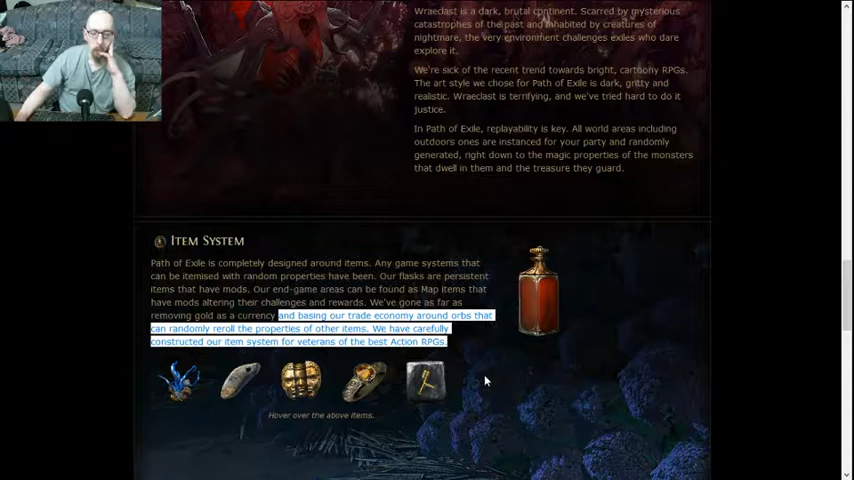 Wraeclast is a dark, brutal continent. Scarred by mysterious
catastrophes of the past and inhabited by creatures of
nightmare, the very environment challenges exiles who dare
explore it.
We're sick of the recent trend towards bright, cartoony RPGs.
The art style we chose for Path of Exile is dark, gritty and
realistic. Wraeclast is terrifying, and we've tried hard to do it
justice.
In Path of Exile, replayability is key. All world areas including
outdoors ones are instanced for your party and randomly
generated, right down to the magic properties of the monsters
that dwell in them and the treasure they guard.
Item System
Path of Exile is completely designed around items. Any game systems that
can be itemised with random properties have been. Our flasks are persistent
items that have mods. Our end-game areas can be found as Map items that
have mods altering their challenges and rewards. We've gone as far as
removing gold as a currency and basing our trade economy around orbs that
can randomly reroll the properties of other items. We have carefully
constructed our item system for veterans of the best Action RPGs.
Hover over the above items.